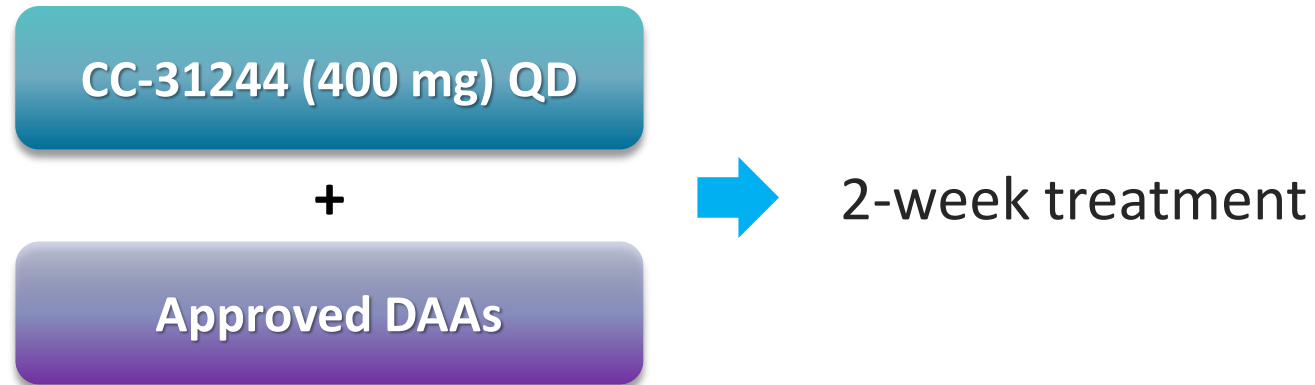 CC-31244 (400 mg) QD
+
Approved DAAs
2-week treatment